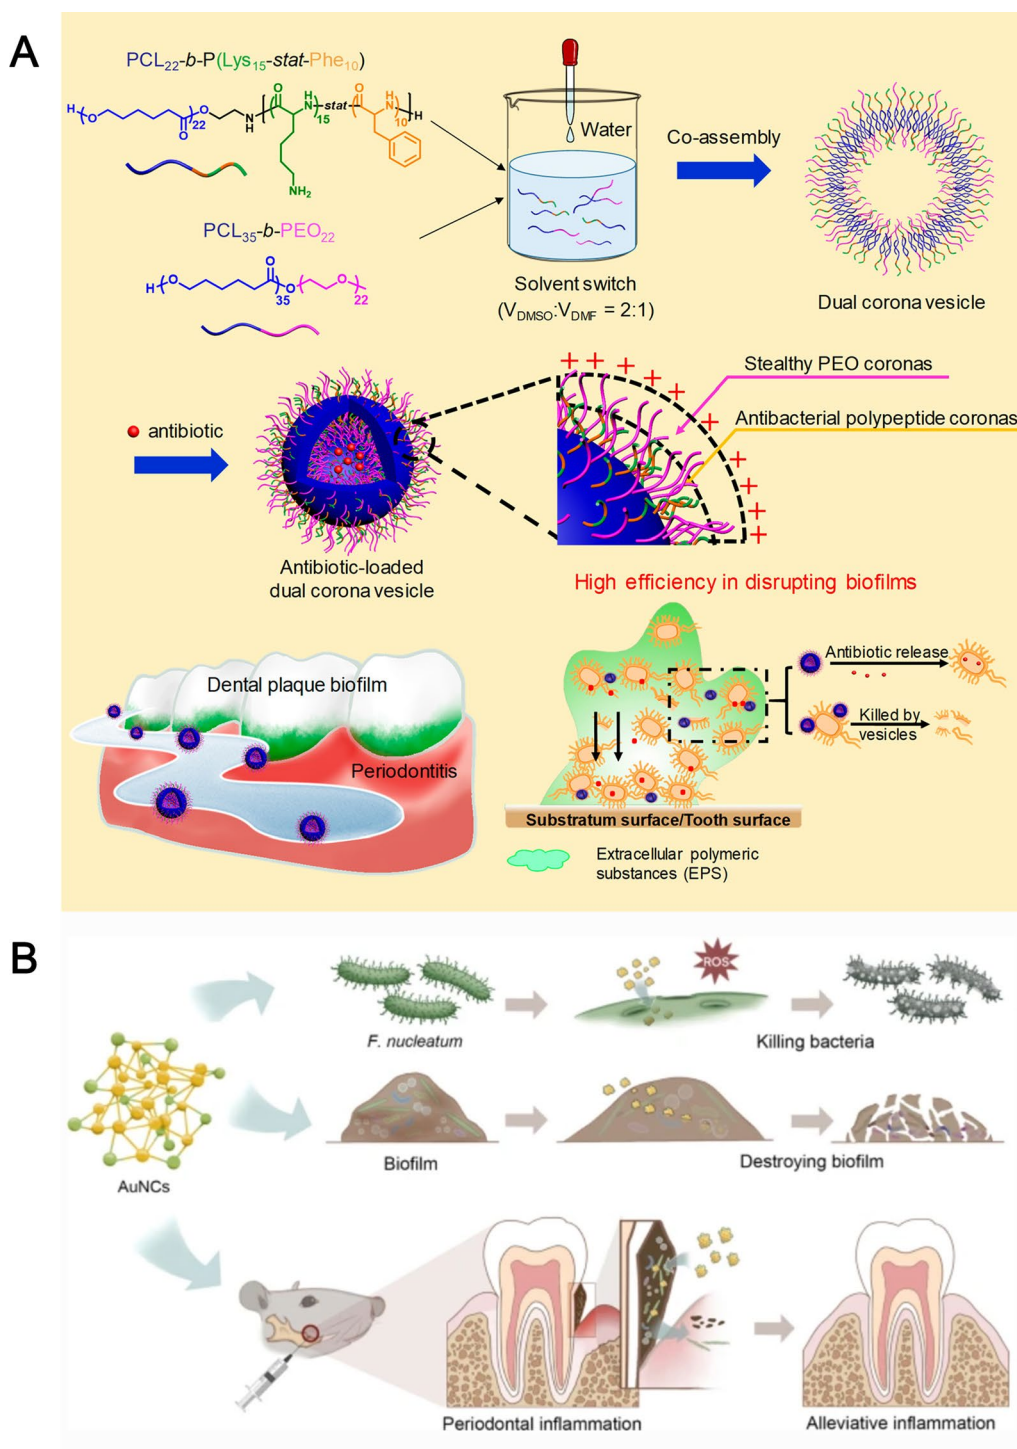 A
PCL22-b-P(Lys15-stat-Phe10)
H
O
O
22
O
N
H
O
H
N
15
stat
O
H
N
10
H
NH2
Water
Co-assembly
PCL35-b-PEO22
H
O
O
35
O
O
22
Solvent switch
(VDMSO:VDMF = 2:1)
Dual corona vesicle
antibiotic
Stealthy PEO coronas
Antibacterial polypeptide coronas
Antibiotic-loaded
dual corona vesicle
High efficiency in disrupting biofilms
Dental plaque biofilm
Periodontitis
Antibiotic release
Killed by
vesicles
Substratum surface/Tooth surface
Extracellular polymeric
substances (EPS)
B
ROS
F. nucleatum
Killing bacteria
AuNCs
Biofilm
Destroying biofilm
Periodontal inflammation
Alleviative inflammation